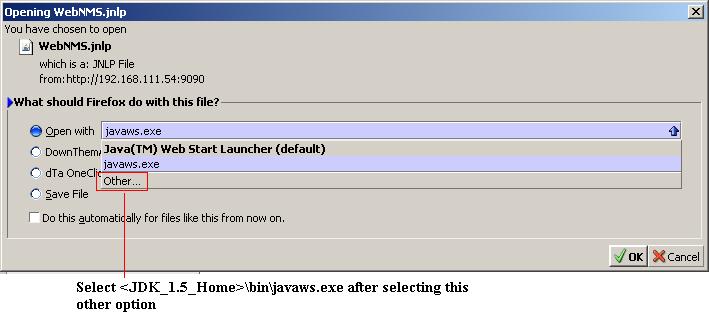 Opening WebNMS.jnlp
You have chosen to open
WebNMS.jnlp
which is a: JNLP File
from: http://192.168.111.54:9090
What should Firefox do with this file?
Open with javaws.exe
Java(TM) Web Start Launcher (default)
javaws.exe
Other...
DownThem
dTa OneCli
Save File
Do this automatically for files like this from now on.
OK Cancel
Select <JDK_1.5_Home>\bin\javaws.exe after selecting this
other option